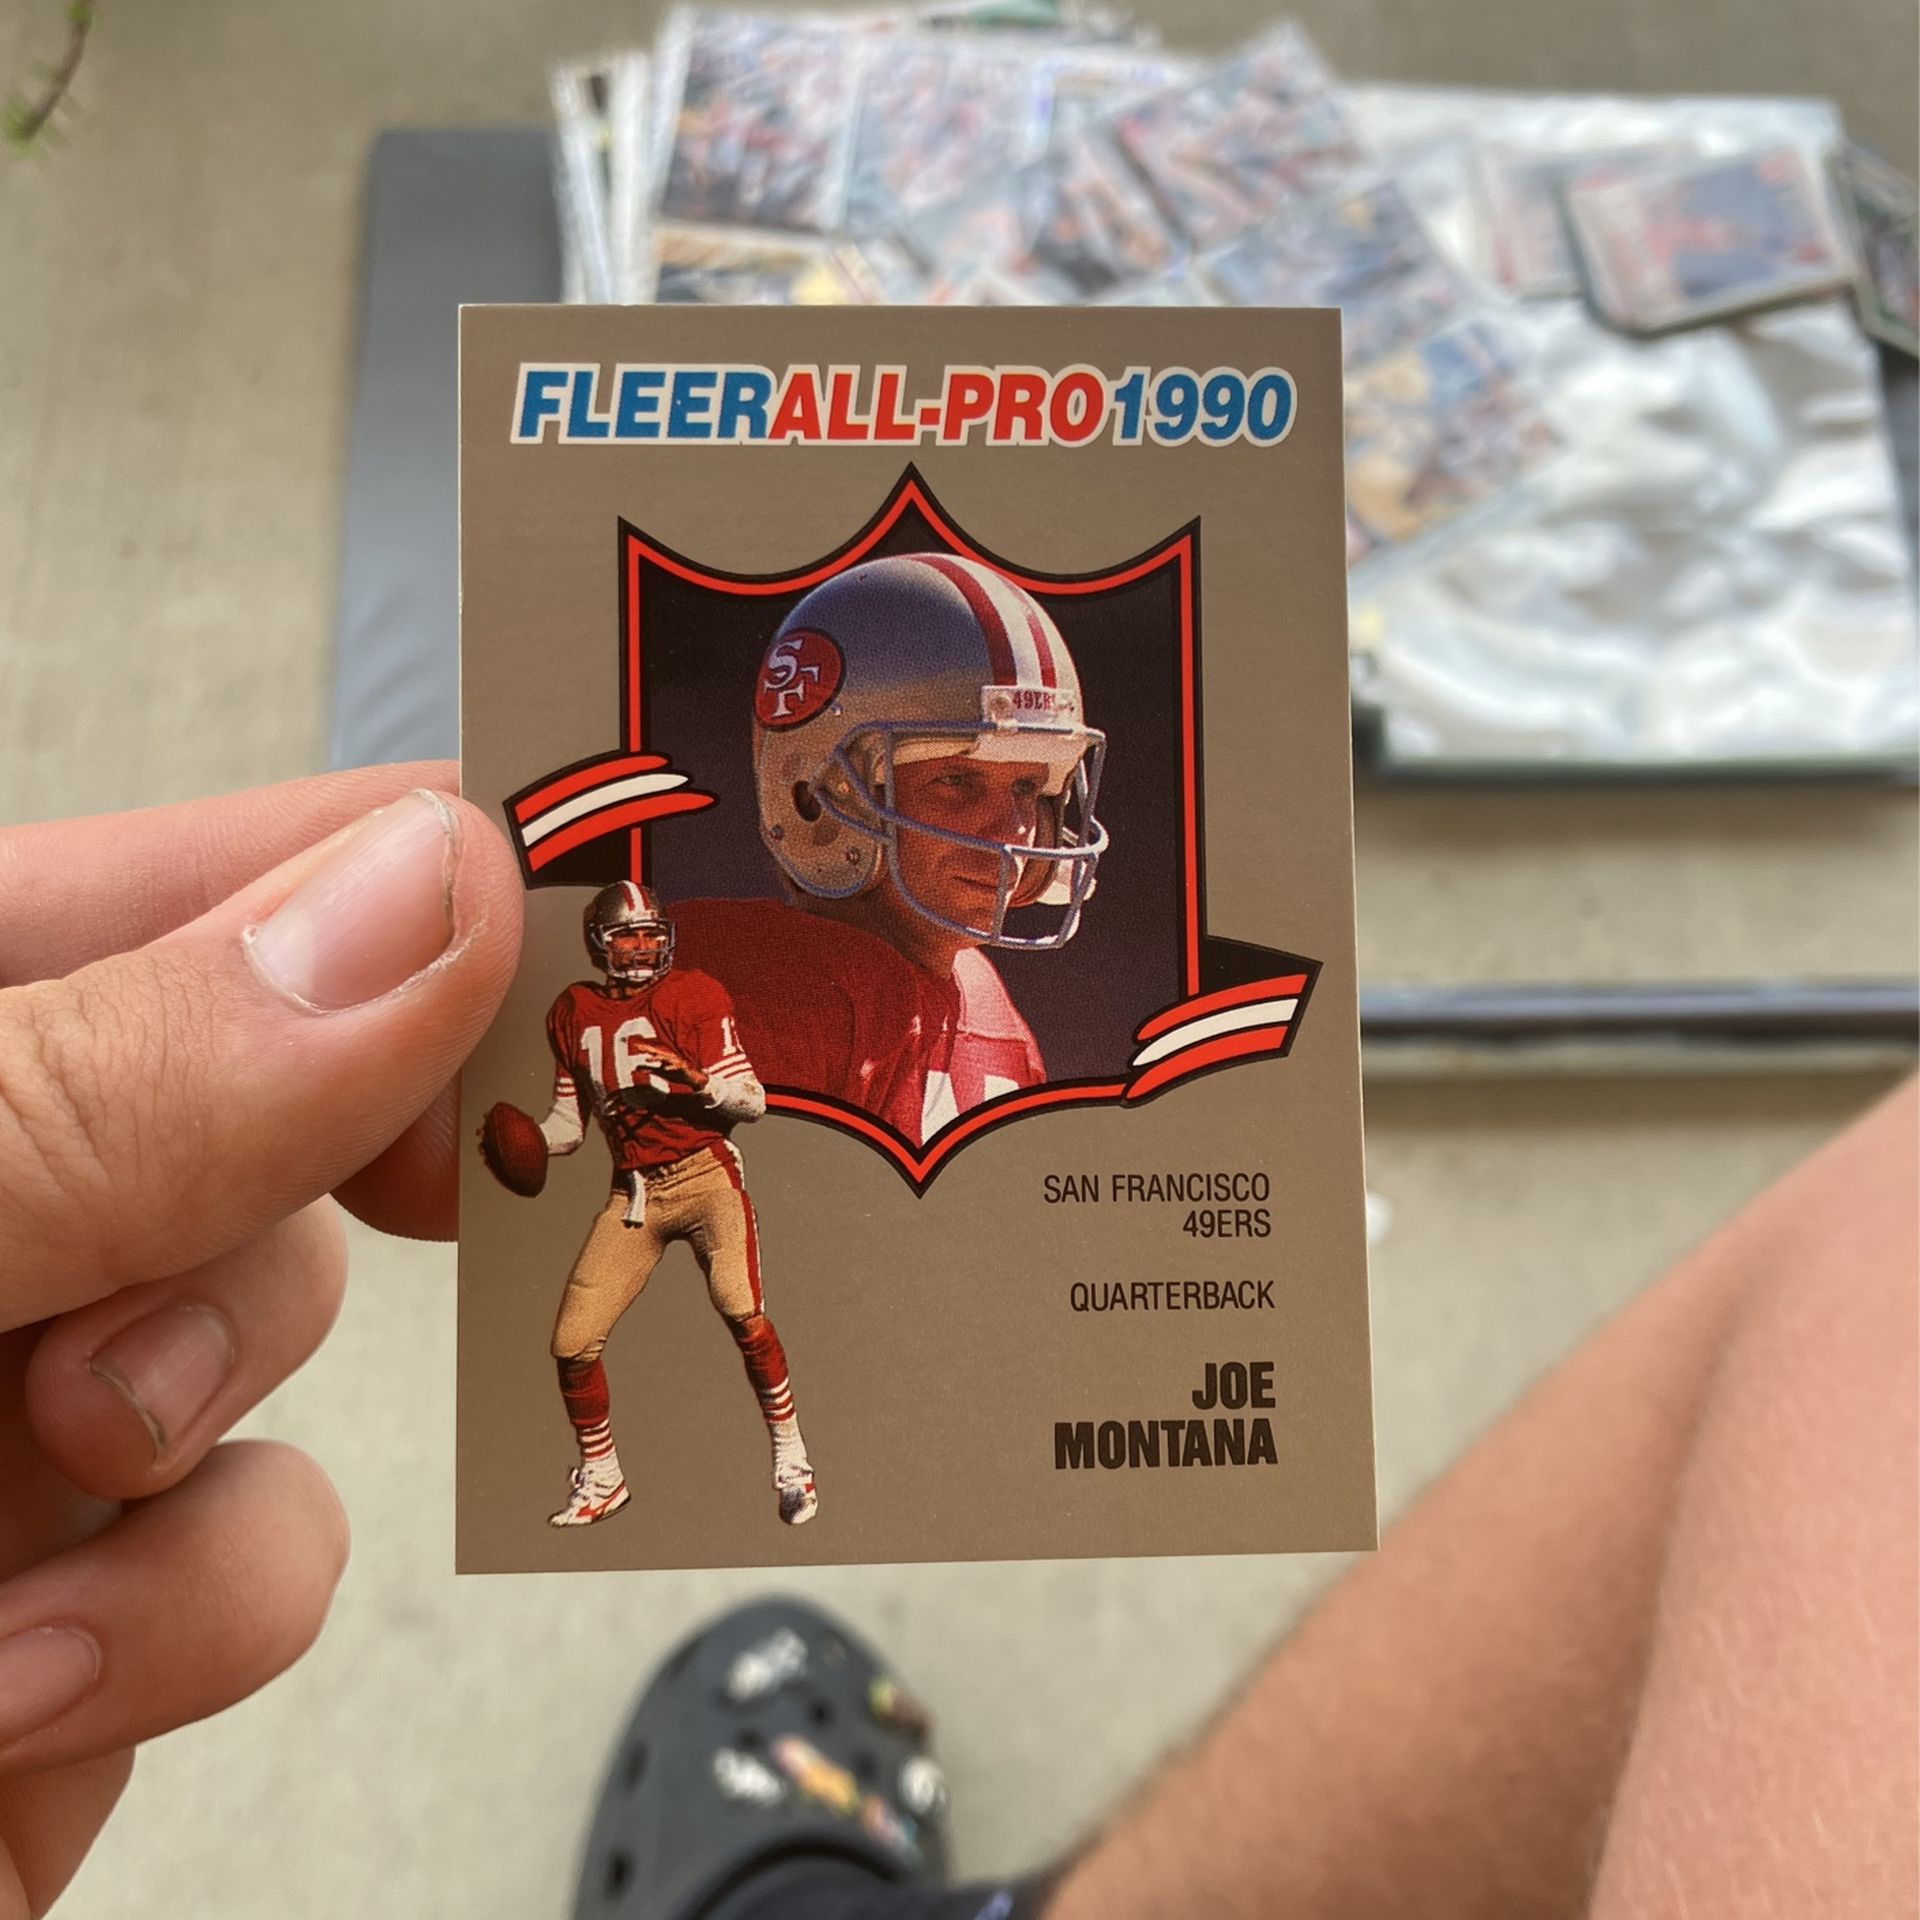 FLEERALL-PRO1990
SF
49ERS
16
SAN FRANCISCO
49ERS
QUARTERBACK
JOE
MONTANA